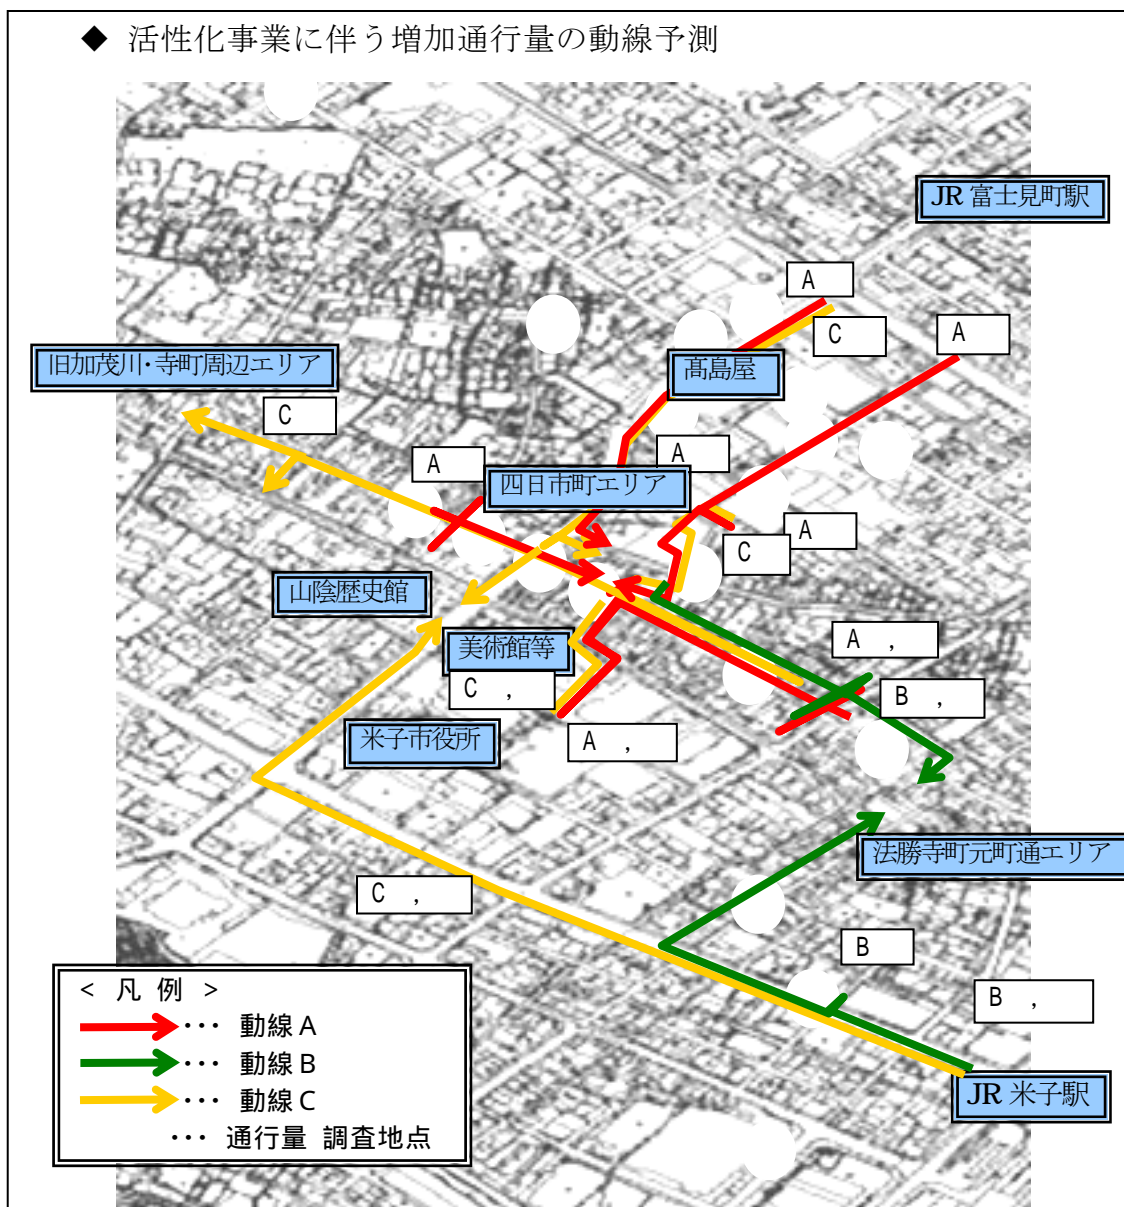 ◆ 活性化事業に伴う増加通行量の動線予測
JR 富士見町駅
A
C
A
旧加茂川・寺町周辺エリア
髙島屋
C
A
A
四日市町エリア
A
C
山陰歴史館
美術館等
A ，
C ，
B ，
米子市役所
A ，
法勝寺町元町通エリア
C ，
B
B ，
JR 米子駅
< 凡 例 >
･･･ 動線A
･･･ 動線B
･･･ 動線C
･･･ 通行量 調査地点